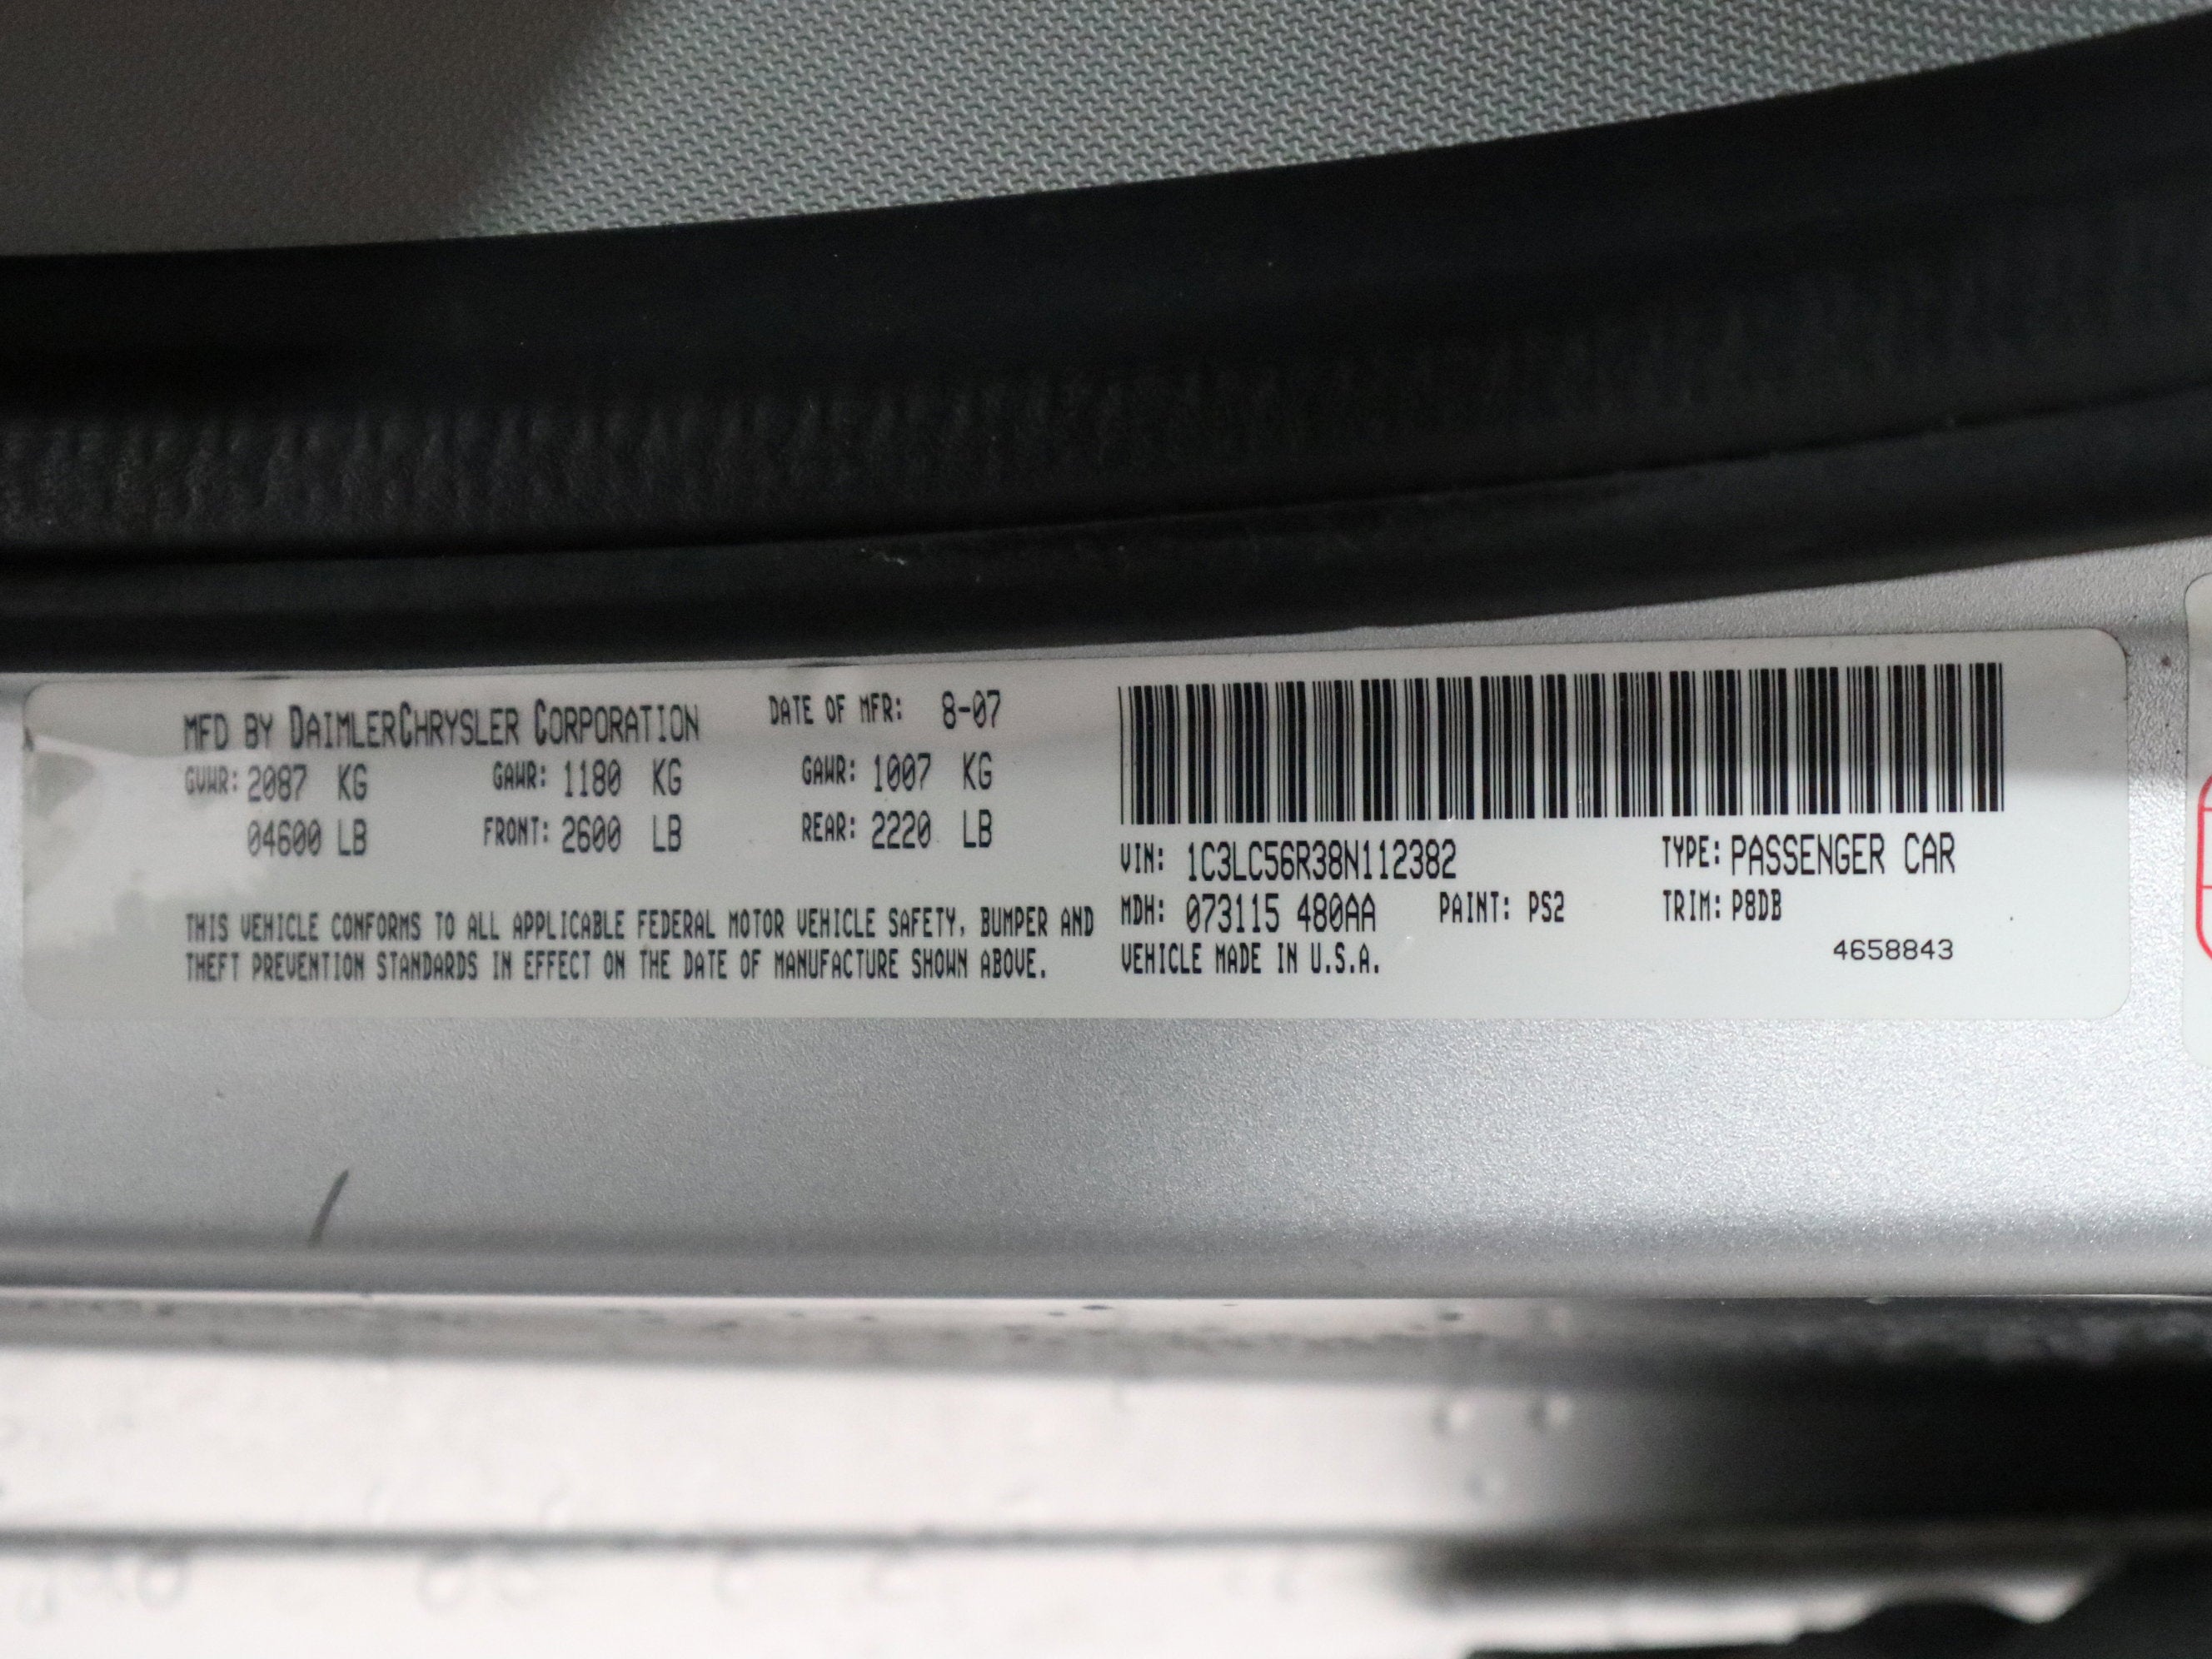 MFD BY DAIMLERCHRYSLER CORPORATION DATE OF MFR: 8-07
GVWR: 2087 KG GAWR: 1180 KG GAWR: 1007 KG
04600 LB FRONT: 2600 LB REAR: 2220 LB
THIS VEHICLE CONFORMS TO ALL APPLICABLE FEDERAL MOTOR VEHICLE SAFETY, BUMPER AND
THEFT PREVENTION STANDARDS IN EFFECT ON THE DATE OF MANUFACTURE SHOWN ABOVE.
VIN: 1C3LC56R38N112382 TYPE: PASSENGER CAR
MDH: 073115 480AA PAINT: PS2 TRIM: P8DB
VEHICLE MADE IN U.S.A. 4658843